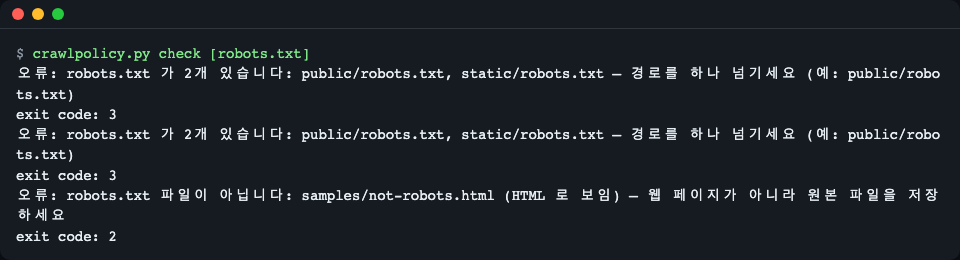 $ crawlpolicy.py check [robots.txt]
오류: robots.txt 가 2개 있습니다: public/robots.txt, static/robots.txt — 경로를 하나 넘기세요 (예: public/robo
ts.txt)
exit code: 3
오류: robots.txt 가 2개 있습니다: public/robots.txt, static/robots.txt — 경로를 하나 넘기세요 (예: public/robo
ts.txt)
exit code: 3
오류: robots.txt 파일이 아닙니다: samples/not-robots.html (HTML 로 보임) — 웹 페이지가 아니라 원본 파일을 저장
하세요
exit code: 2